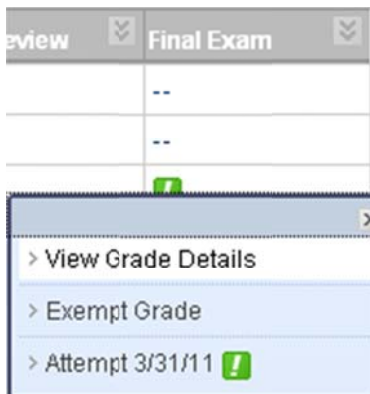 eview Final Exam
--
--
!
> View Grade Details
> Exempt Grade
> Attempt 3/31/11 !